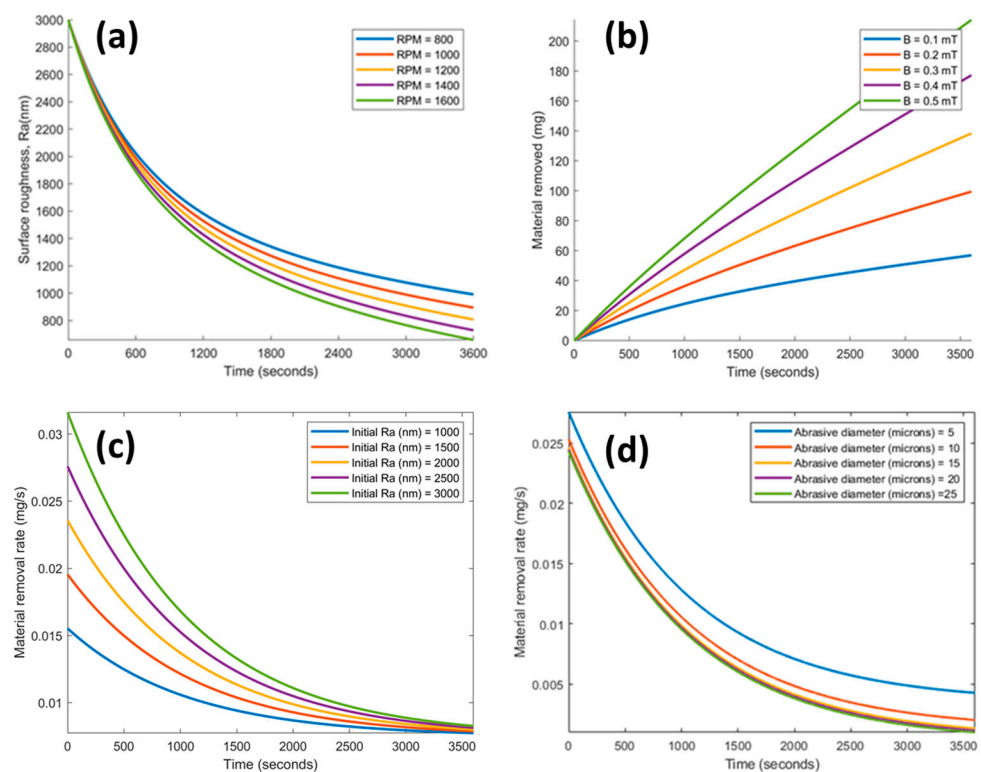 (a)
RPM = 800
RPM = 1000
RPM = 1200
RPM = 1400
RPM = 1600
Surface roughness, Ra(nm)
3000
2800
2600
2400
2200
2000
1800
1600
1400
1200
1000
800
0 600 1200 1800 2400 3000 3600
Time (seconds)
(b)
B = 0.1 mT
B = 0.2 mT
B = 0.3 mT
B = 0.4 mT
B = 0.5 mT
Material removed (mg)
200
180
160
140
120
100
80
60
40
20
0
0 500 1000 1500 2000 2500 3000 3500
Time (seconds)
(c)
Initial Ra (nm) = 1000
Initial Ra (nm) = 1500
Initial Ra (nm) = 2000
Initial Ra (nm) = 2500
Initial Ra (nm) = 3000
Material removal rate (mg/s)
0.03
0.025
0.02
0.015
0.01
0 500 1000 1500 2000 2500 3000 3500
Time (seconds)
(d)
Abrasive diameter (microns) = 5
Abrasive diameter (microns) = 10
Abrasive diameter (microns) = 15
Abrasive diameter (microns) = 20
Abrasive diameter (microns) =25
Material removal rate (mg/s)
0.025
0.02
0.015
0.01
0.005
0 500 1000 1500 2000 2500 3000 3500
Time (seconds)